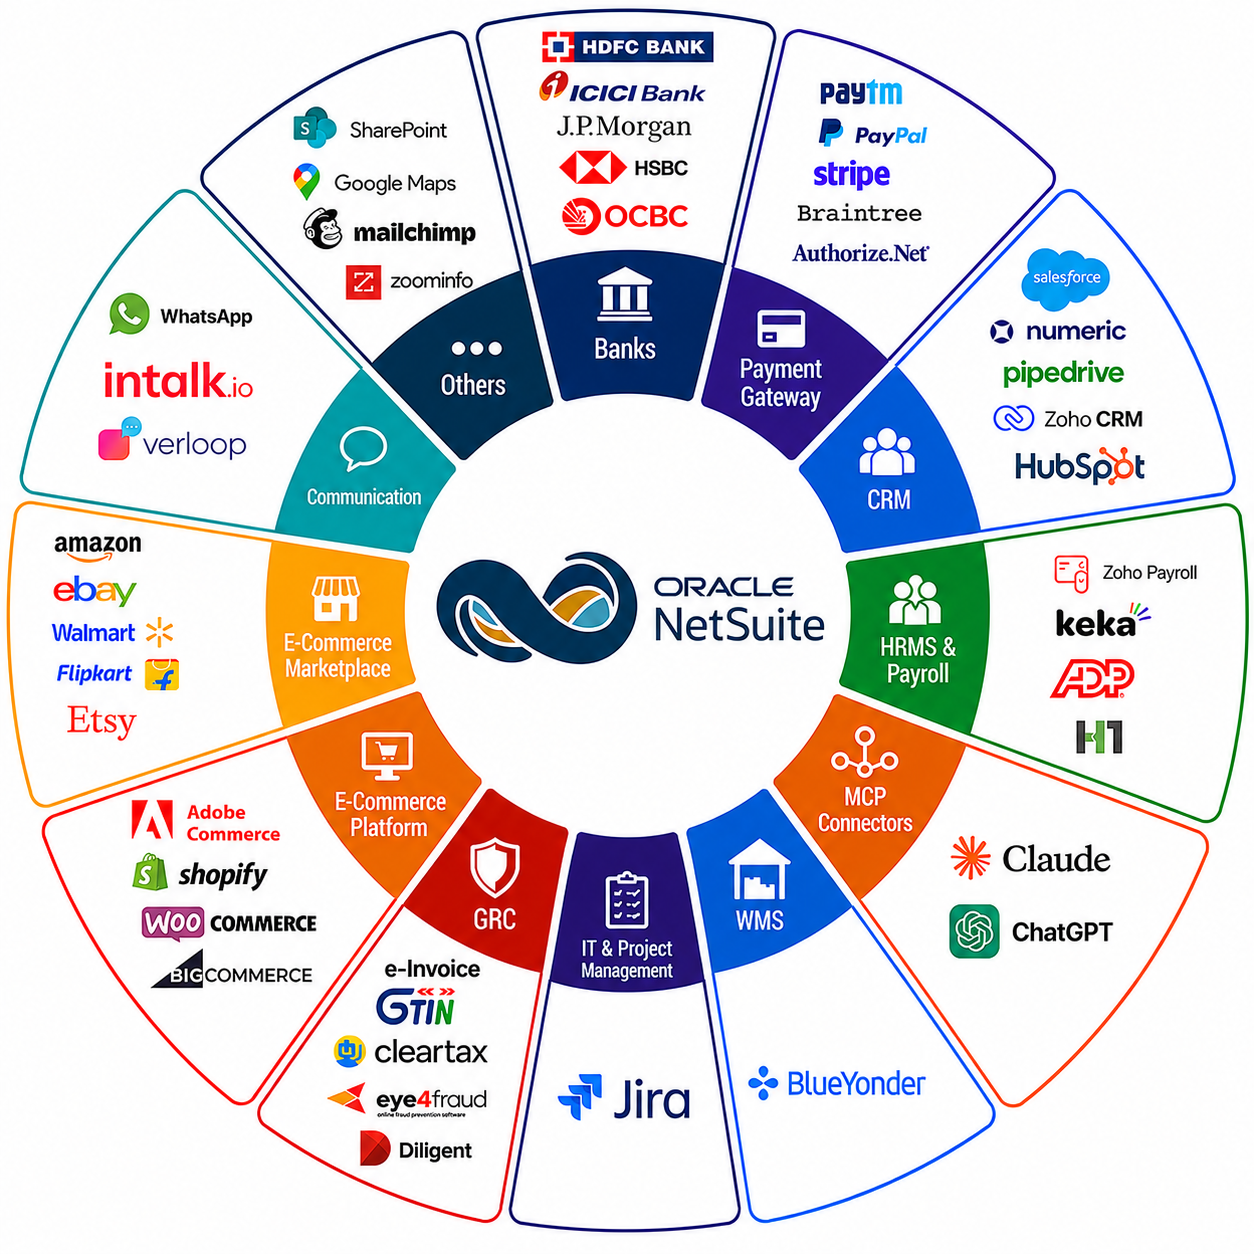 HDFC BANK
ICICI Bank
J.P.Morgan
HSBC
OCBC
Banks
paytm
PayPal
stripe
Braintree
Authorize.Net
Payment
Gateway
salesforce
numeric
pipedrive
Zoho CRM
HubSpot
CRM
Zoho Payroll
keka
ADP
H1
HRMS &
Payroll
Claude
ChatGPT
MCP
Connectors
BlueYonder
WMS
Jira
IT & Project
Management
e-Invoice
GTIN
cleartax
eye4fraud
online fraud prevention software
Diligent
GRC
Adobe
Commerce
S
shopify
WOO COMMERCE
BIGCOMMERCE
E-Commerce
Platform
amazon
ebay
Walmart
Flipkart
f
Etsy
E-Commerce
Marketplace
WhatsApp
intalk.io
verloop
Communication
S
SharePoint
Google Maps
mailchimp
zoominfo
Others
ORACLE
NetSuite